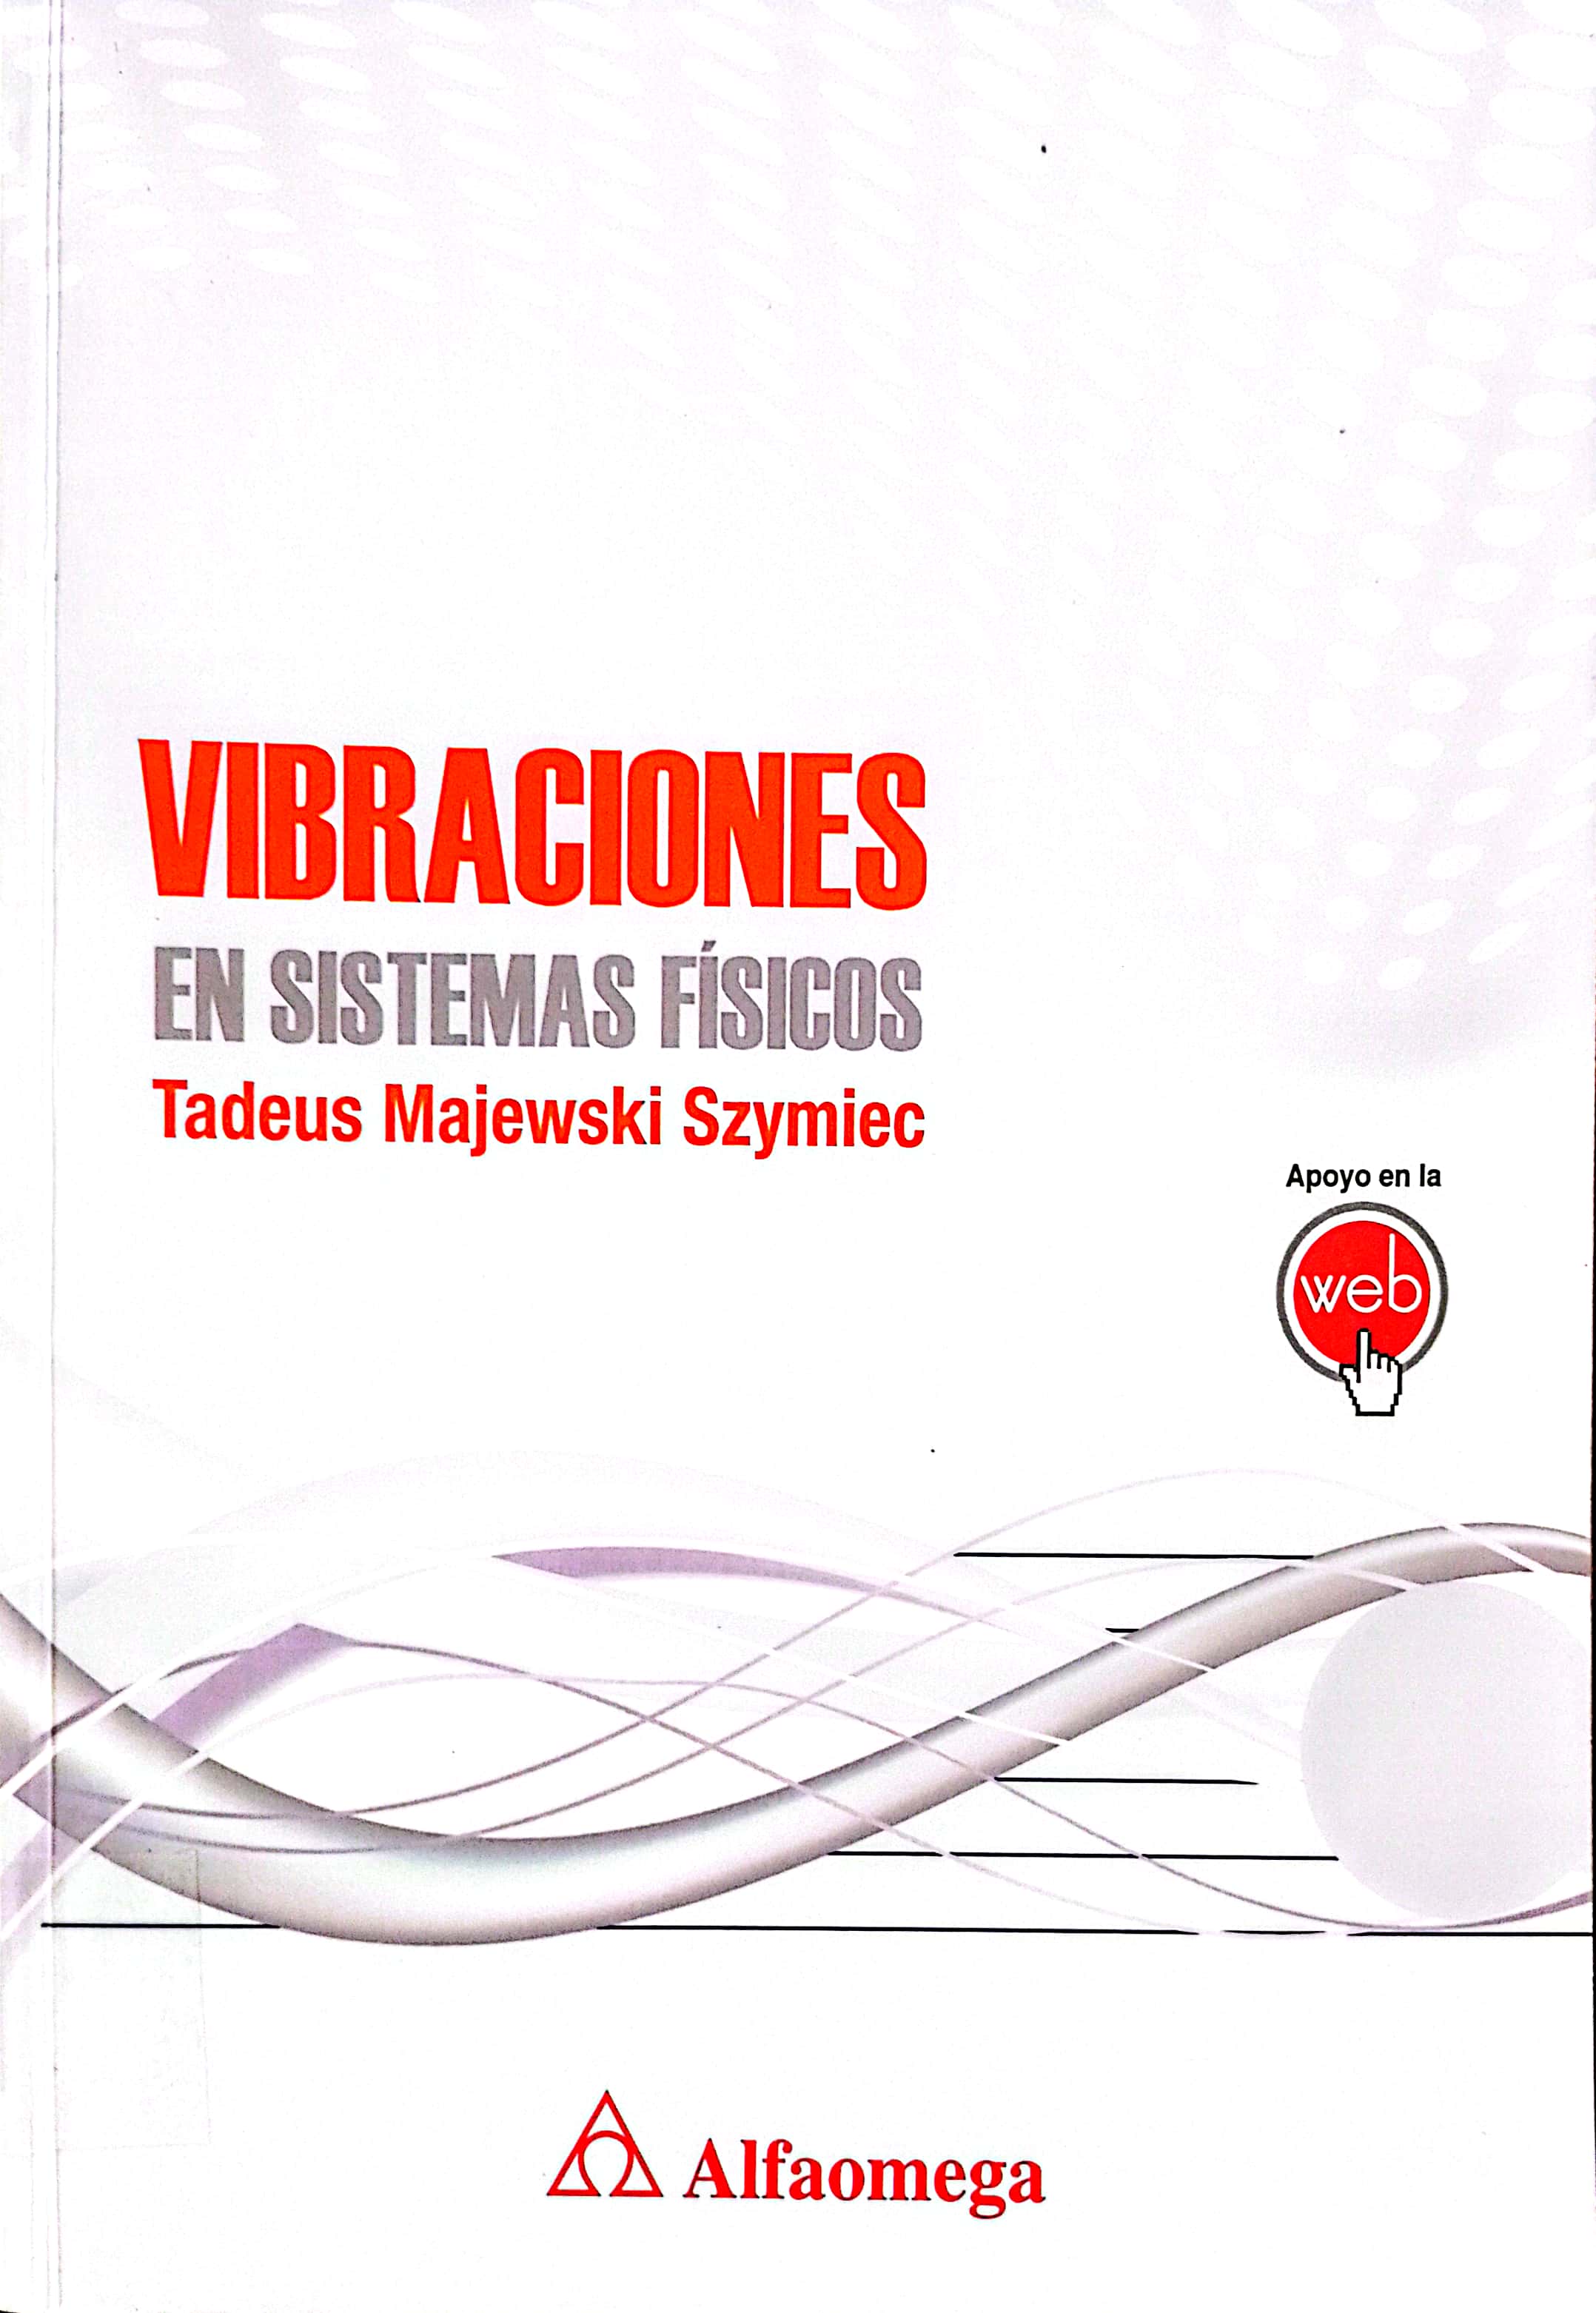 VIBRACIONES
EN SISTEMAS FÍSICOS
Tadeus Majewski Szymiec
Apoyo en la
web
Alfaomega